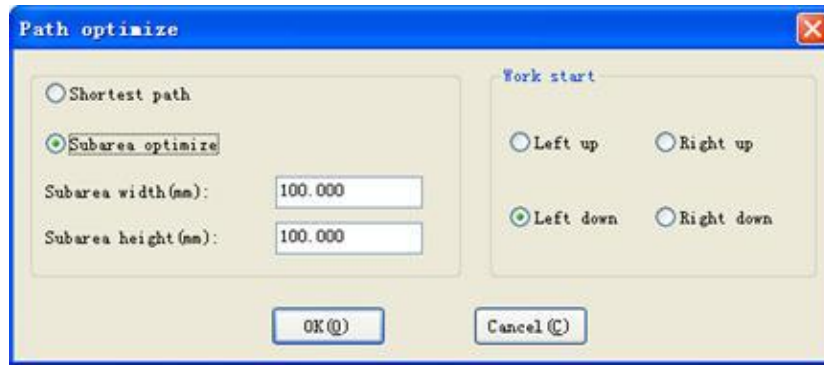 Path optimize
Shortest path
Subarea optimize
Subarea width(mm):
100.000
Subarea height(mm):
100.000
Work start
Left up
Right up
Left down
Right down
OK(O)
Cancel(C)